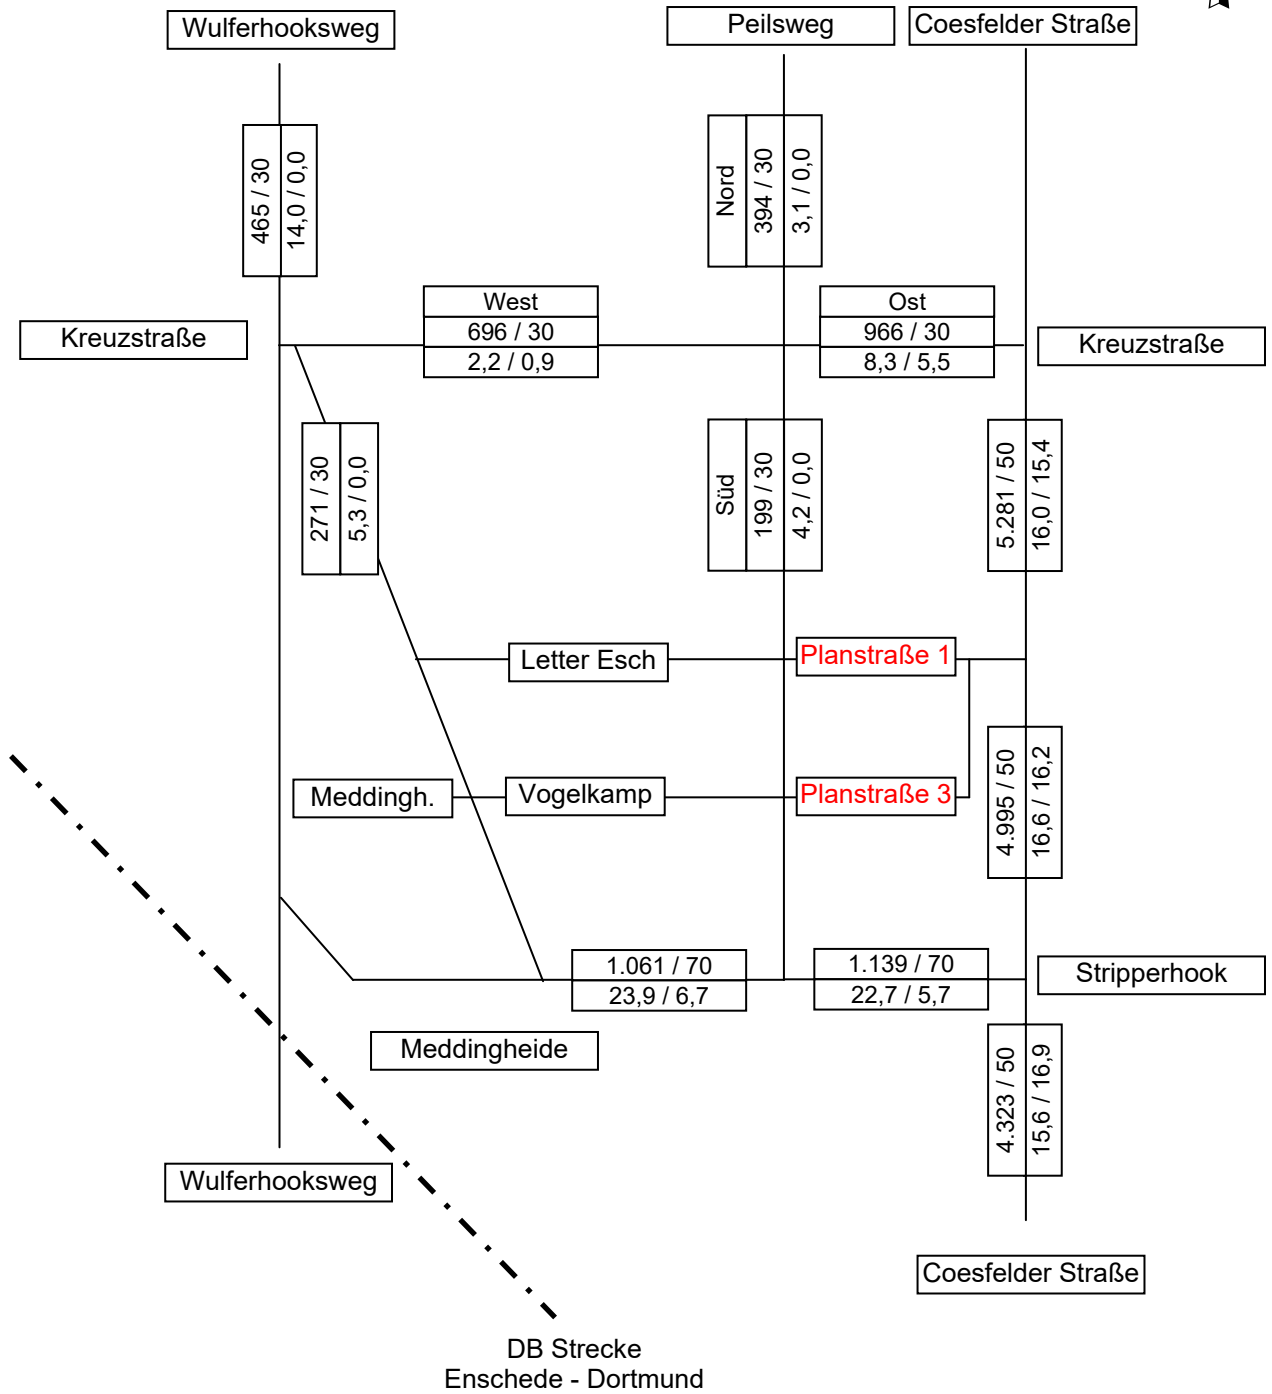 Wulferhooksweg
Peilsweg
Coesfelder Straße
465 / 30
14,0 / 0,0
Nord
394 / 30
3,1 / 0,0
West
696 / 30
2,2 / 0,9
Ost
966 / 30
8,3 / 5,5
Kreuzstraße
Kreuzstraße
271 / 30
5,3 / 0,0
Süd
199 / 30
4,2 / 0,0
5.281 / 50
16,0 / 15,4
Letter Esch
Planstraße 1
Meddingh.
Vogelkamp
Planstraße 3
4.995 / 50
16,6 / 16,2
1.061 / 70
23,9 / 6,7
1.139 / 70
22,7 / 5,7
Stripperhook
Meddingheide
4.323 / 50
15,6 / 16,9
Wulferhooksweg
Coesfelder Straße
DB Strecke
Enschede - Dortmund